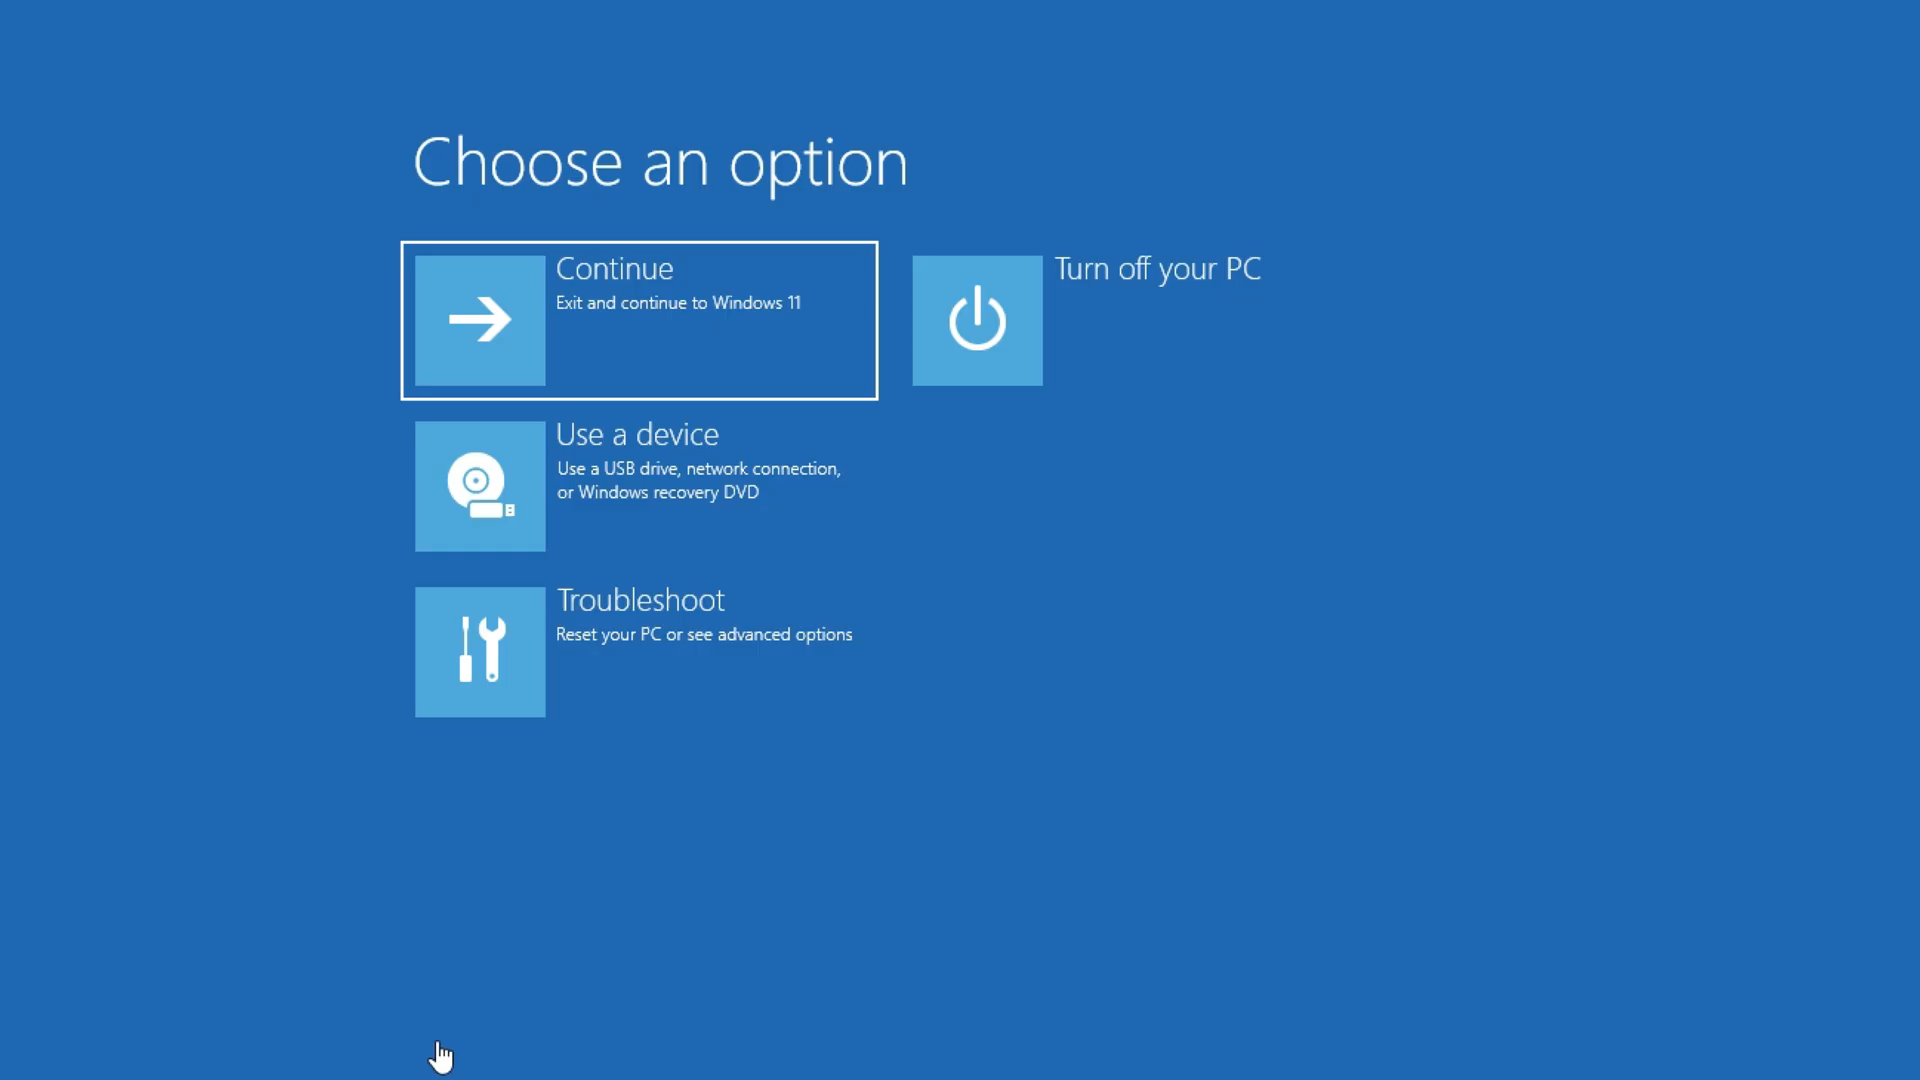 Choose an option
Continue
Exit and continue to Windows 11
Turn off your PC
Use a device
Use a USB drive, network connection,
or Windows recovery DVD
Troubleshoot
Reset your PC or see advanced options